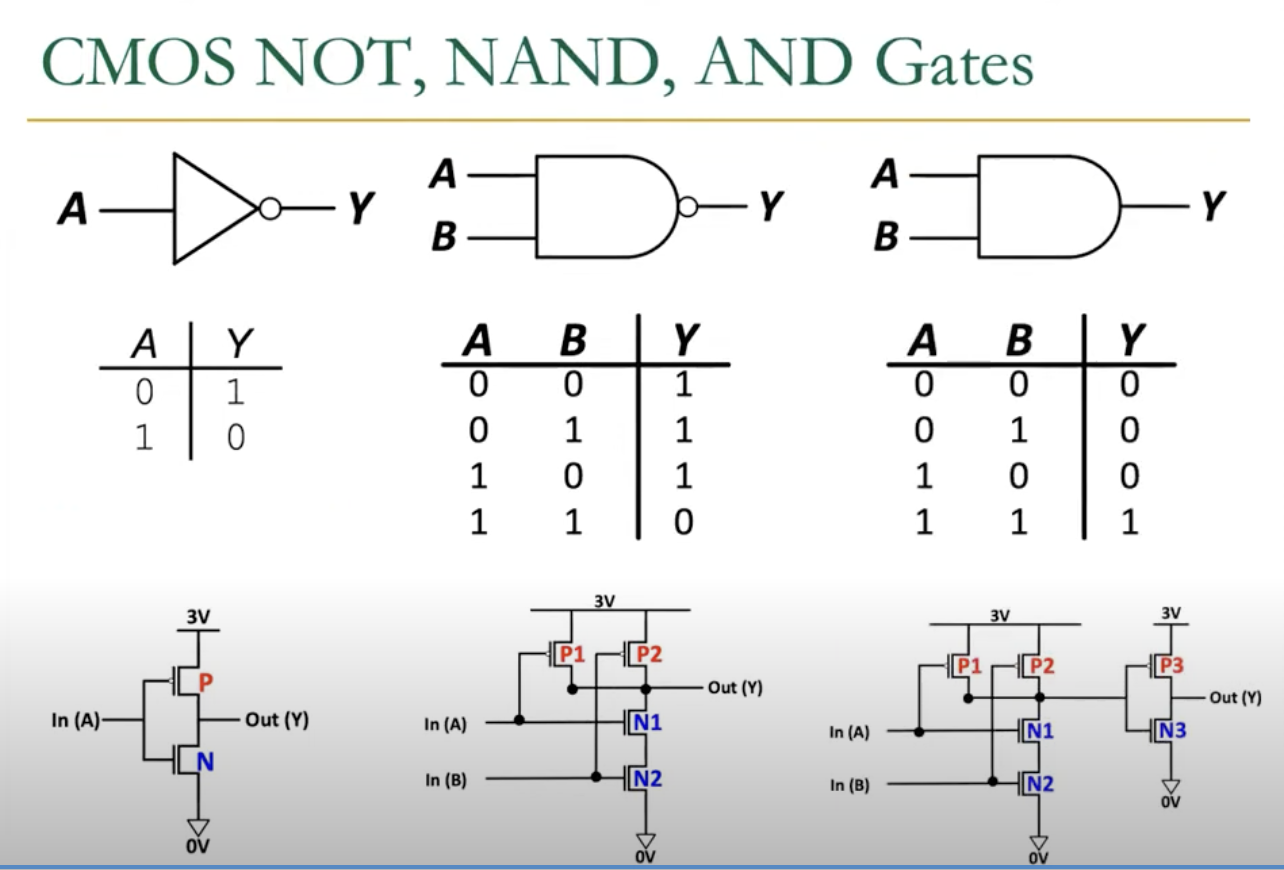 CMOS NOT, NAND, AND Gates
A Y
A B Y
A B Y
A Y
0 1
1 0
A B Y
0 0 1
0 1 1
1 0 1
1 1 0
A B Y
0 0 0
0 1 0
1 0 0
1 1 1
3V
P
In (A) Out (Y)
N
0V
3V
P1 P2
Out (Y)
In (A) N1
In (B) N2
0V
3V 3V
P1 P2 P3
Out (Y)
In (A) N1 N3
In (B) N2
0V
0V